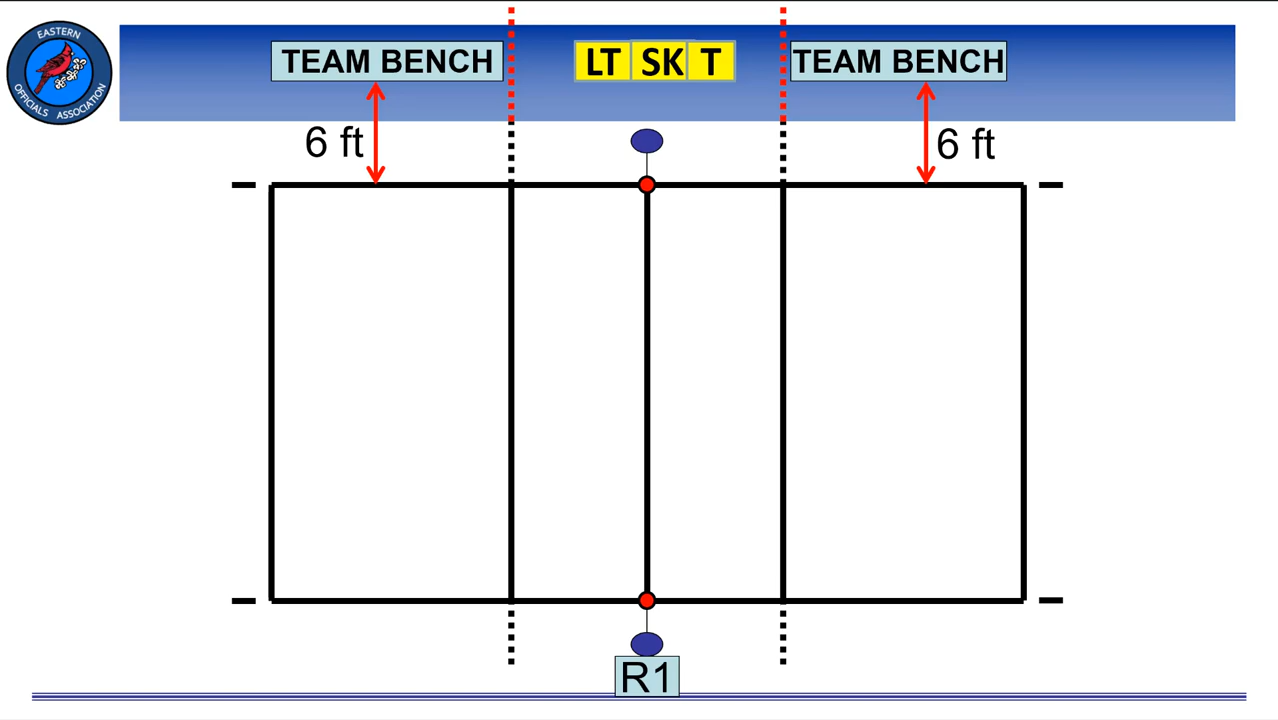 EASTERN
OFFICIALS ASSOCIATION
TEAM BENCH
LT SK T
TEAM BENCH
6 ft
6 ft
R1